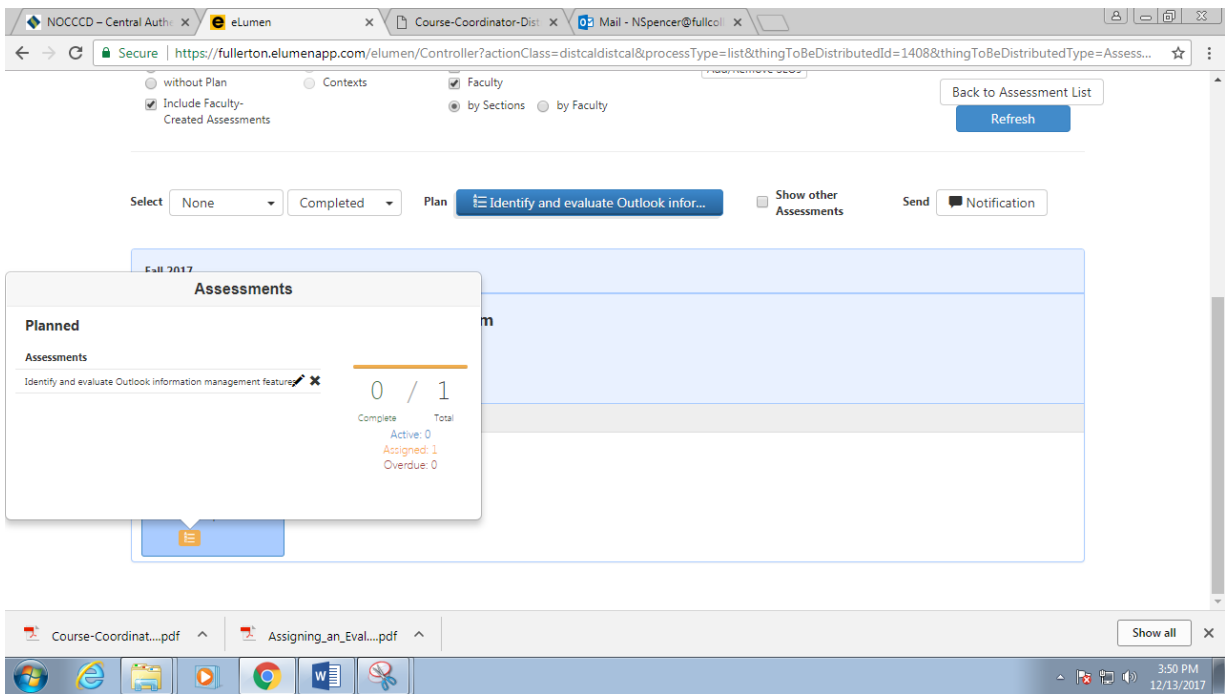 NOCCCD – Central Authe
eLumen
Course-Coordinator-Dist
Mail - NSpencer@fullcoll
Secure | https://fullerton.elumenapp.com/elumen/Controller?actionClass=distcaldistcal&processType=list&thingToBeDistributedId=1408&thingToBeDistributedType=Assess...
without Plan
Contexts
Faculty
Include Faculty-
Created Assessments
by Sections
by Faculty
Back to Assessment List
Refresh
Select
None
Completed
Plan
Identify and evaluate Outlook infor...
Show other
Assessments
Send
Notification
Fall 2017
Assessments
Planned
Assessments
Identify and evaluate Outlook information management features
0 / 1
Complete
Total
Active: 0
Assigned: 1
Overdue: 0
m
Course-Coordinat....pdf
Assigning_an_Eval....pdf
Show all
3:50 PM
12/13/2017